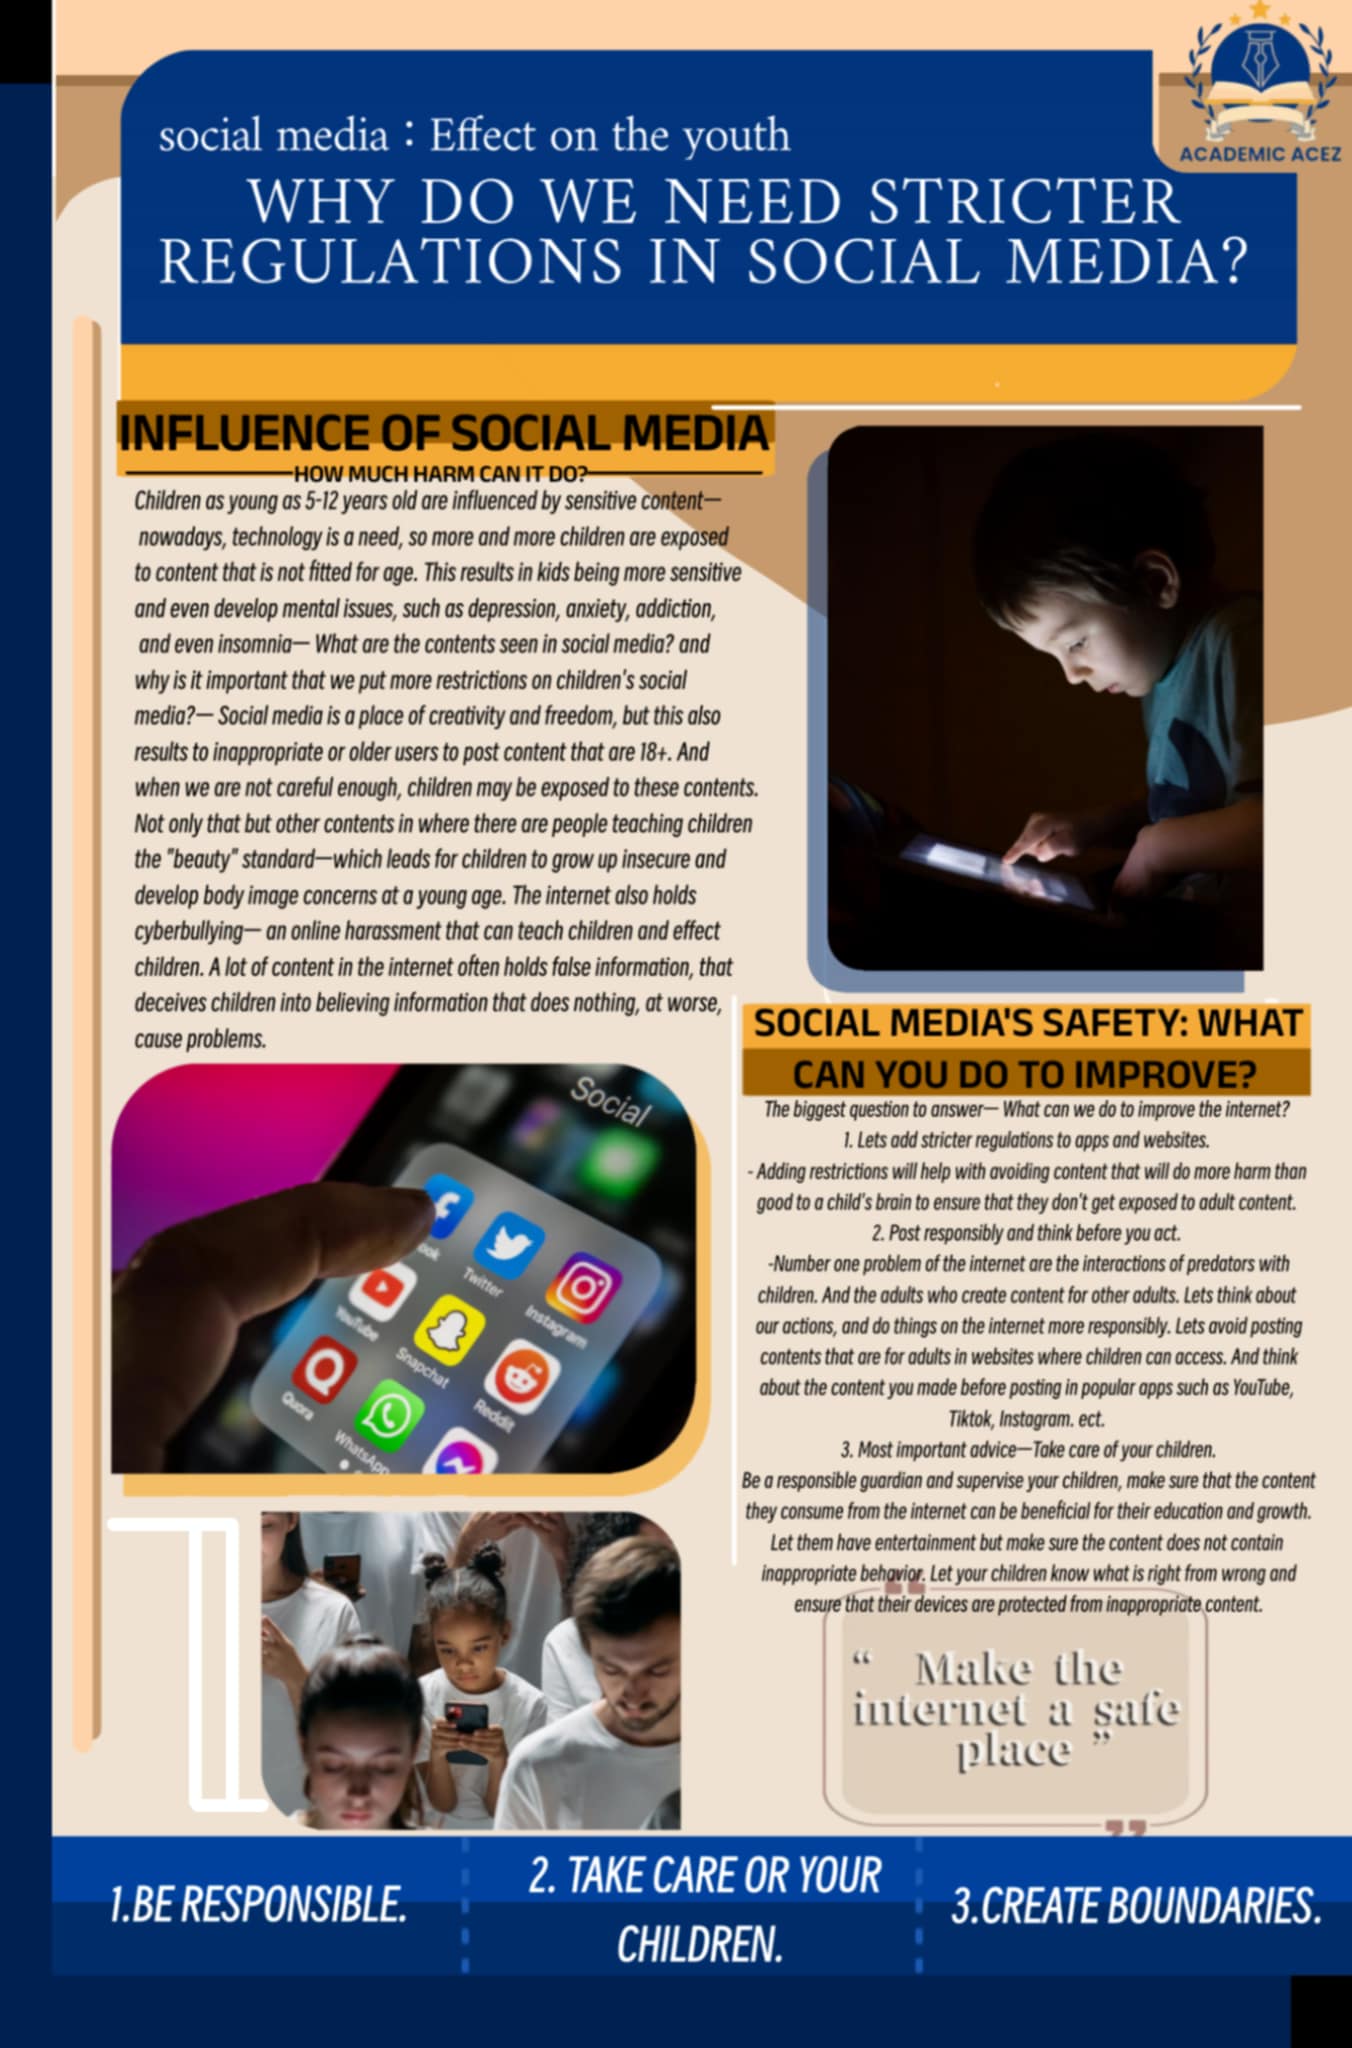 ACADEMIC ACEZ
social media : Effect on the youth
WHY DO WE NEED STRICTER
REGULATIONS IN SOCIAL MEDIA?
INFLUENCE OF SOCIAL MEDIA
HOW MUCH HARM CAN IT DO?
Children as young as 5-12 years old are influenced by sensitive content—
nowadays, technology is a need, so more and more children are exposed
to content that is not fitted for age. This results in kids being more sensitive
and even develop mental issues, such as depression, anxiety, addiction,
and even insomnia— What are the contents seen in social media? and
why is it important that we put more restrictions on children's social
media?— Social media is a place of creativity and freedom, but this also
results to inappropriate or older users to post content that are 18+. And
when we are not careful enough, children may be exposed to these contents.
Not only that but other contents in where there are people teaching children
the "beauty" standard—which leads for children to grow up insecure and
develop body image concerns at a young age. The internet also holds
cyberbullying— an online harassment that can teach children and effect
children. A lot of content in the internet often holds false information, that
deceives children into believing information that does nothing, at worse,
cause problems.
Social
ook
Twitter
Instagram
YouTube
Snapchat
Reddit
Quora
WhatsApp
SOCIAL MEDIA'S SAFETY: WHAT
CAN YOU DO TO IMPROVE?
The biggest question to answer— What can we do to improve the internet?
1. Lets add stricter regulations to apps and websites.
- Adding restrictions will help with avoiding content that will do more harm than
good to a child's brain to ensure that they don't get exposed to adult content.
2. Post responsibly and think before you act.
-Number one problem of the internet are the interactions of predators with
children. And the adults who create content for other adults. Lets think about
our actions, and do things on the internet more responsibly. Lets avoid posting
contents that are for adults in websites where children can access. And think
about the content you made before posting in popular apps such as YouTube,
Tiktok, Instagram. ect.
3. Most important advice—Take care of your children.
Be a responsible guardian and supervise your children, make sure that the content
they consume from the internet can be beneficial for their education and growth.
Let them have entertainment but make sure the content does not contain
inappropriate behavior. Let your children know what is right from wrong and
ensure that their devices are protected from inappropriate content.
“ Make the
internet a safe
place ”
1.BE RESPONSIBLE.
2. TAKE CARE OR YOUR
CHILDREN.
3.CREATE BOUNDARIES.